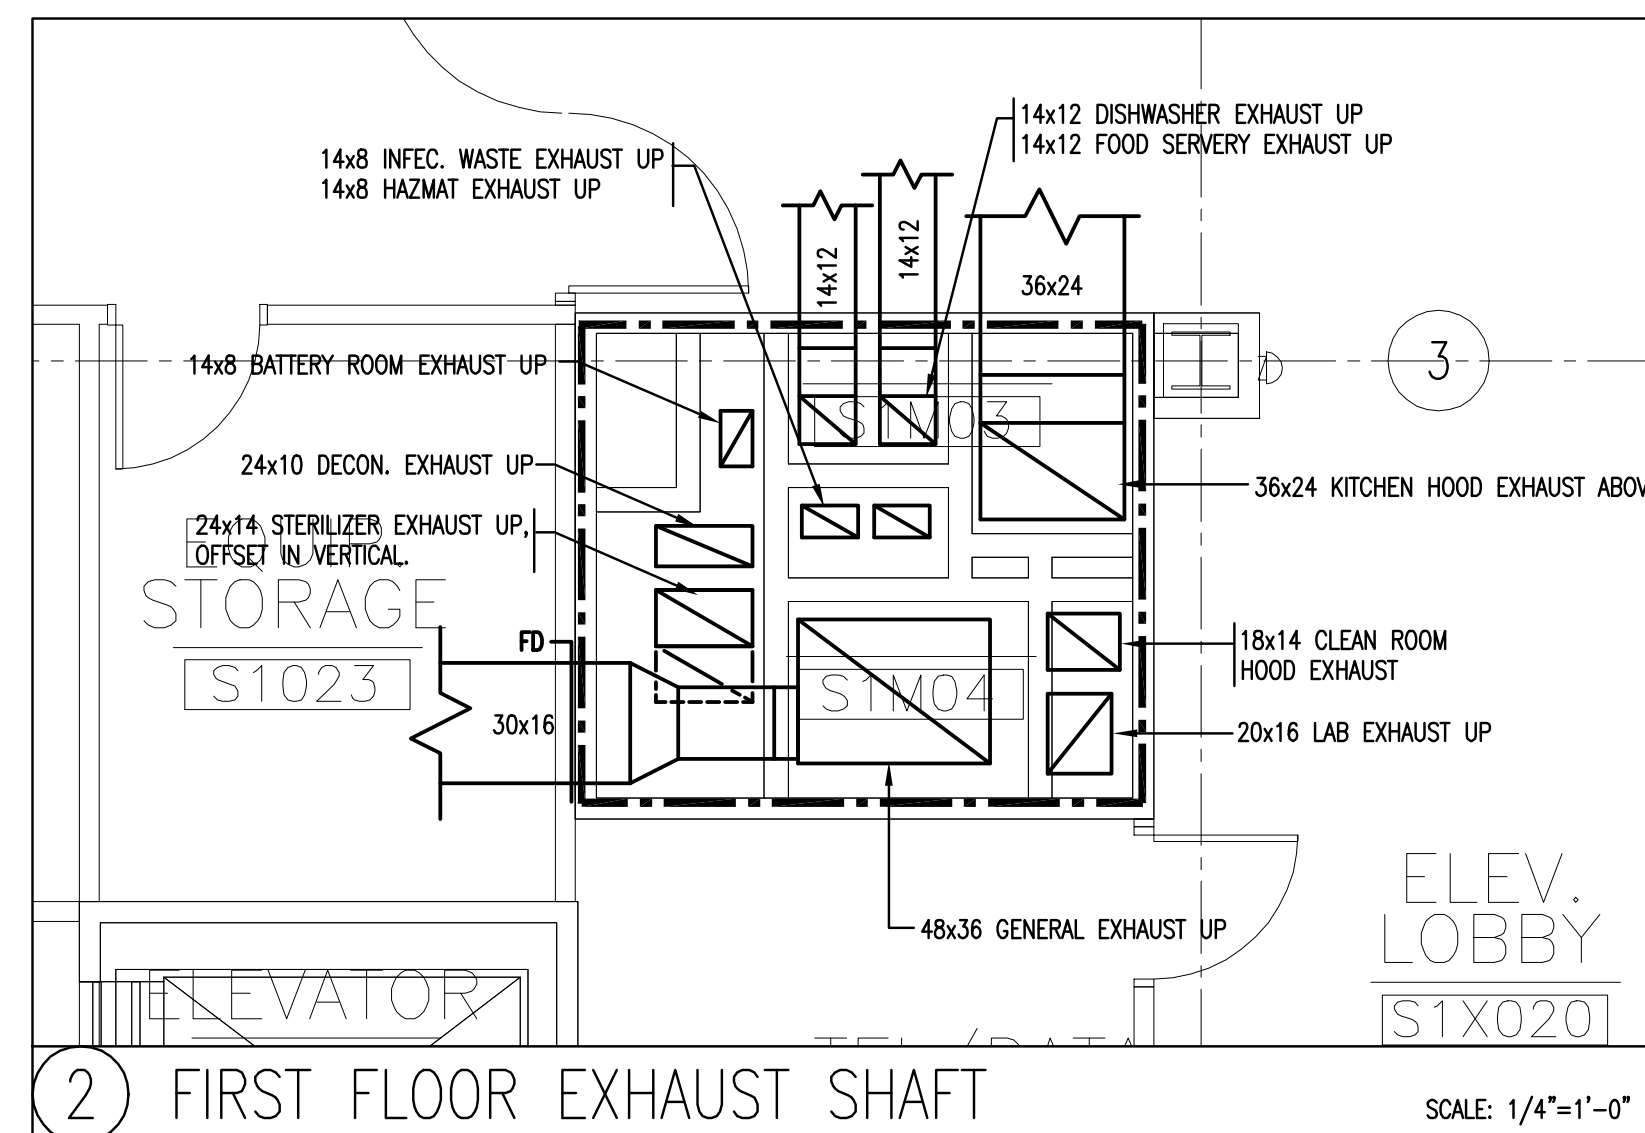 14x12 DISHWASHER EXHAUST UP
14x12 FOOD SERVERY EXHAUST UP
14x8 INFEC. WASTE EXHAUST UP
14x8 HAZMAT EXHAUST UP
14x12
14x12
36x24
14x8 BATTERY ROOM EXHAUST UP
3
S1M03
24x10 DECON. EXHAUST UP
36x24 KITCHEN HOOD EXHAUST ABOV
24x14 STERILIZER EXHAUST UP,
OFFSET IN VERTICAL.
EQUIP.
STORAGE
S1023
FD
30x16
S1M04
18x14 CLEAN ROOM
HOOD EXHAUST
20x16 LAB EXHAUST UP
48x36 GENERAL EXHAUST UP
ELEV.
LOBBY
S1X020
ELEVATOR
TEL/DATA
2 FIRST FLOOR EXHAUST SHAFT
SCALE: 1/4"=1'-0"